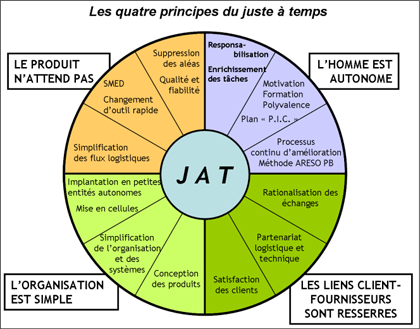 Les quatre principes du juste à temps
LE PRODUIT
N'ATTEND PAS
L'HOMME EST
AUTONOME
Suppression
des aléas
Qualité et
fiabilité
SMED
Changement
d'outil rapide
Simplification
des flux logistiques
Responsa-
bilisation
Enrichissement
des tâches
Motivation
Formation
Polyvalence
Plan « P.I.C. »
Processus
continu d'amélioration
Méthode ARESO PB
JAT
Implantation en petites
entités autonomes
Mise en cellules
Simplification
de l'organisation
et des
systèmes
Conception
des produits
Rationalisation des
échanges
Partenariat
logistique et
technique
Satisfaction
des clients
L'ORGANISATION
EST SIMPLE
LES LIENS CLIENT-
FOURNISSEURS
SONT RESSERRES